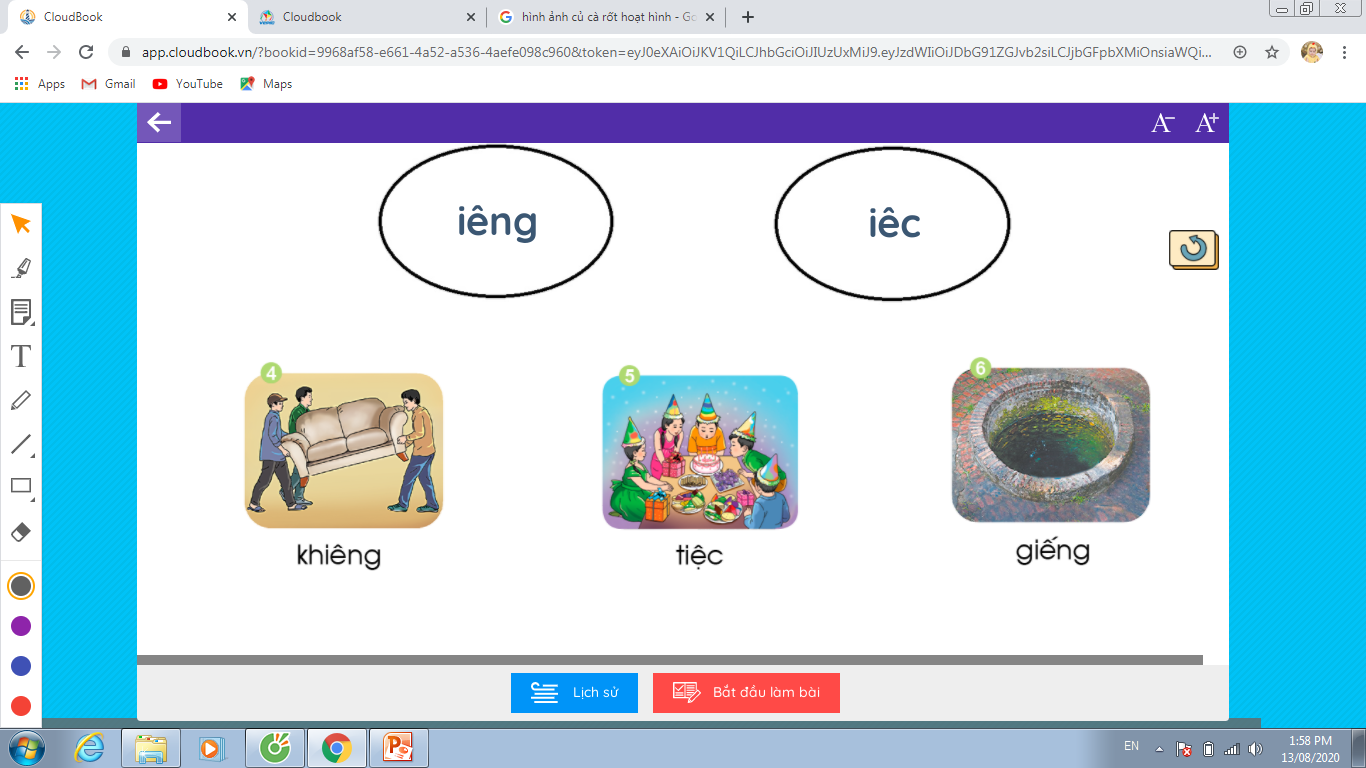 CloudBook
Cloudbook
hình ảnh củ cà rốt hoạt hình - Go
app.cloudbook.vn/?bookid=9968af58-e661-4a52-a536-4aefe098c960&token=eyJ0eXAiOiJKV1QiLCJhbGciOiJIUzUxMiJ9.eyJzdWIiOiJDbG91ZGJvb2siLCJjbGFpbXMiOnsiaWQi...
Apps Gmail YouTube Maps
A- A+
iêng iêc
T
4 5 6
khiêng tiệc giếng
Lịch sử Bắt đầu làm bài
EN 1:58 PM
13/08/2020